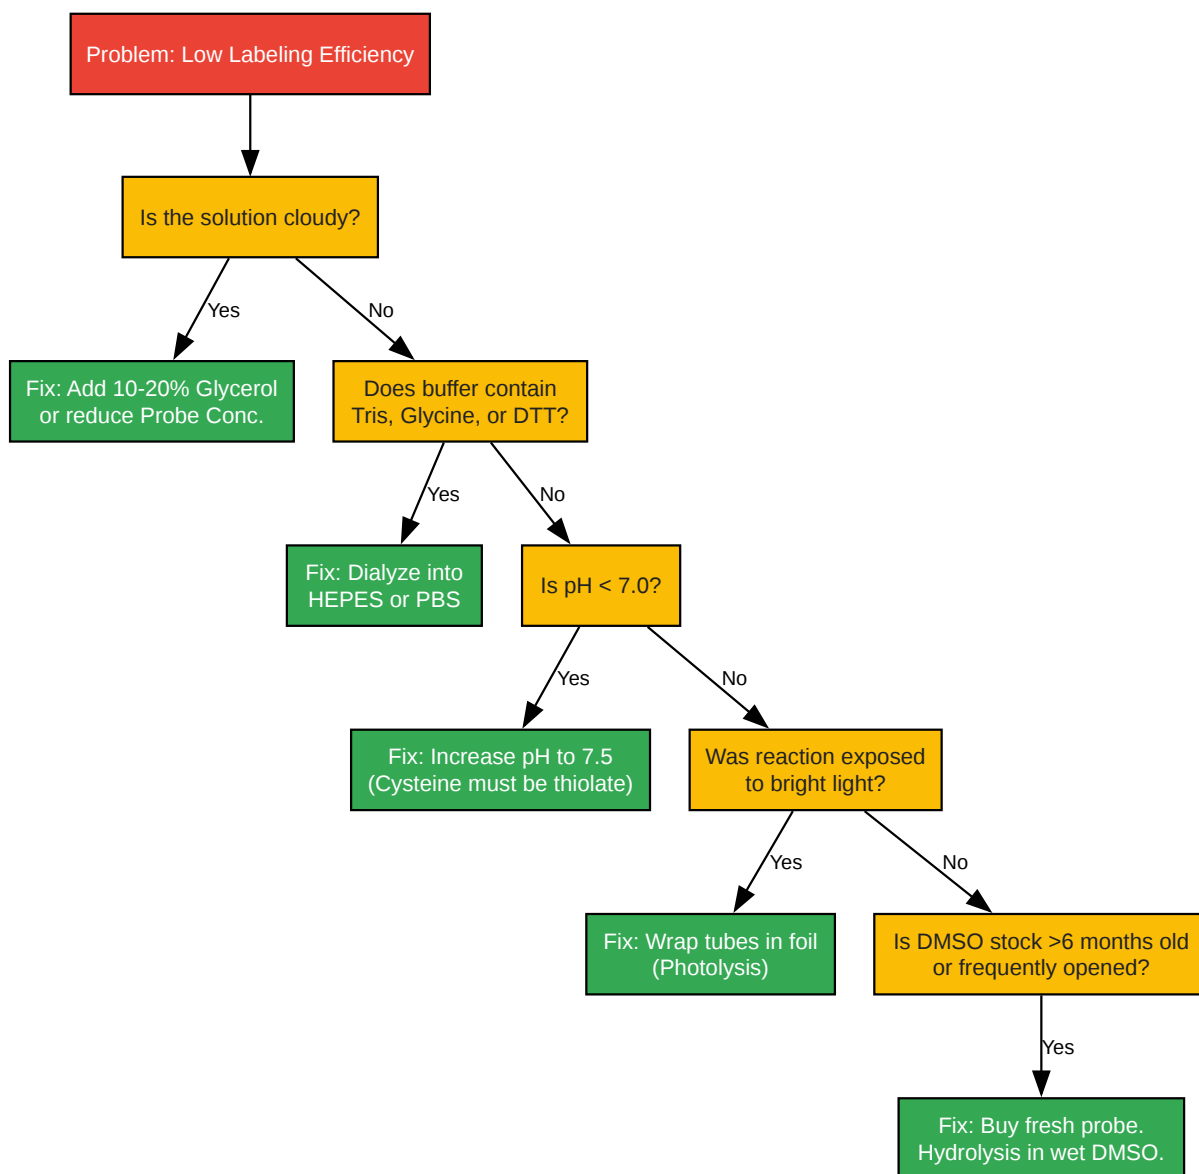 Problem: Low Labeling Efficiency
Is the solution cloudy?
Yes
No
Fix: Add 10-20% Glycerol
or reduce Probe Conc.
Does buffer contain
Tris, Glycine, or DTT?
Yes
No
Fix: Dialyze into
HEPES or PBS
Is pH < 7.0?
Yes
No
Fix: Increase pH to 7.5
(Cysteine must be thiolate)
Was reaction exposed
to bright light?
Yes
No
Fix: Wrap tubes in foil
(Photolysis)
Is DMSO stock >6 months old
or frequently opened?
Yes
Fix: Buy fresh probe.
Hydrolysis in wet DMSO.